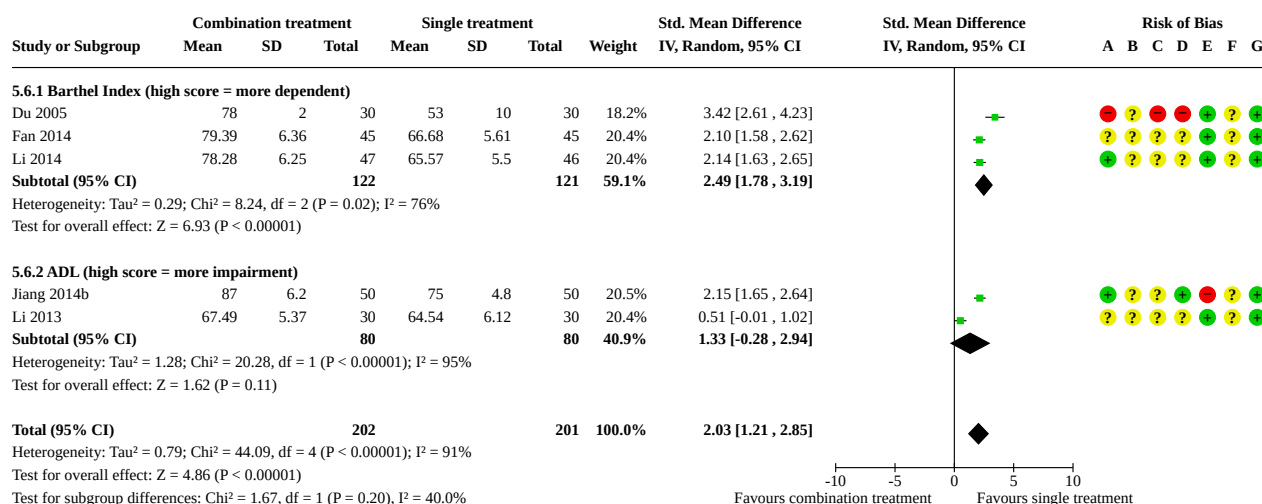 Combination treatment Single treatment Std. Mean Difference Std. Mean Difference Risk of Bias
Study or Subgroup Mean SD Total Mean SD Total Weight IV, Random, 95% CI IV, Random, 95% CI A B C D E F G
5.6.1 Barthel Index (high score = more dependent)
Du 2005 78 2 30 53 10 30 18.2% 3.42 [2.61 , 4.23] − ? − − + ? +
Fan 2014 79.39 6.36 45 66.68 5.61 45 20.4% 2.10 [1.58 , 2.62] ? ? ? ? + ? +
Li 2014 78.28 6.25 47 65.57 5.5 46 20.4% 2.14 [1.63 , 2.65] + ? ? ? + ? +
Subtotal (95% CI) 122 121 59.1% 2.49 [1.78 , 3.19]
Heterogeneity: Tau² = 0.29; Chi² = 8.24, df = 2 (P = 0.02); I² = 76%
Test for overall effect: Z = 6.93 (P < 0.00001)
5.6.2 ADL (high score = more impairment)
Jiang 2014b 87 6.2 50 75 4.8 50 20.5% 2.15 [1.65 , 2.64] + ? ? + − ? +
Li 2013 67.49 5.37 30 64.54 6.12 30 20.4% 0.51 [-0.01 , 1.02] ? ? ? ? + ? +
Subtotal (95% CI) 80 80 40.9% 1.33 [-0.28 , 2.94]
Heterogeneity: Tau² = 1.28; Chi² = 20.28, df = 1 (P < 0.00001); I² = 95%
Test for overall effect: Z = 1.62 (P = 0.11)
Total (95% CI) 202 201 100.0% 2.03 [1.21 , 2.85]
Heterogeneity: Tau² = 0.79; Chi² = 44.09, df = 4 (P < 0.00001); I² = 91%
Test for overall effect: Z = 4.86 (P < 0.00001)
-10 -5 0 5 10
Test for subgroup differences: Chi² = 1.67, df = 1 (P = 0.20), I² = 40.0% Favours combination treatment Favours single treatment